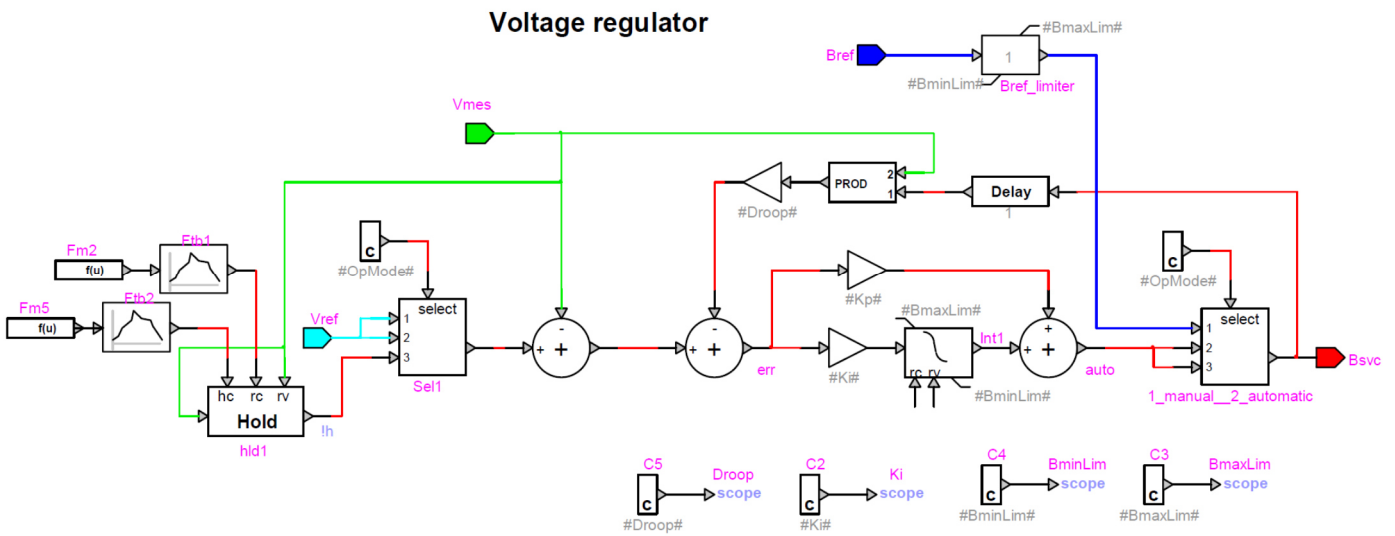 Voltage regulator
#BmaxLim#
Bref
1
#BminLim#
Bref_limiter
Vmes
PROD
2
1
Delay
1
#Droop#
Fm2
f(u)
Ftb1
C
#OpMode#
C
#OpMode#
Fm5
f(u)
Ftb2
Vref
select
1
2
3
Sel1
-
+
+
-
+
+
err
#Kp#
#Ki#
#BmaxLim#
rc rv
Int1
#BminLim#
+
+
+
auto
select
1
2
3
1_manual__2_automatic
Bsvc
hc rc rv
Hold
!h
hld1
C5
C
#Droop#
Droop
scope
C2
C
#Ki#
Ki
scope
C4
C
#BminLim#
BminLim
scope
C3
C
#BmaxLim#
BmaxLim
scope